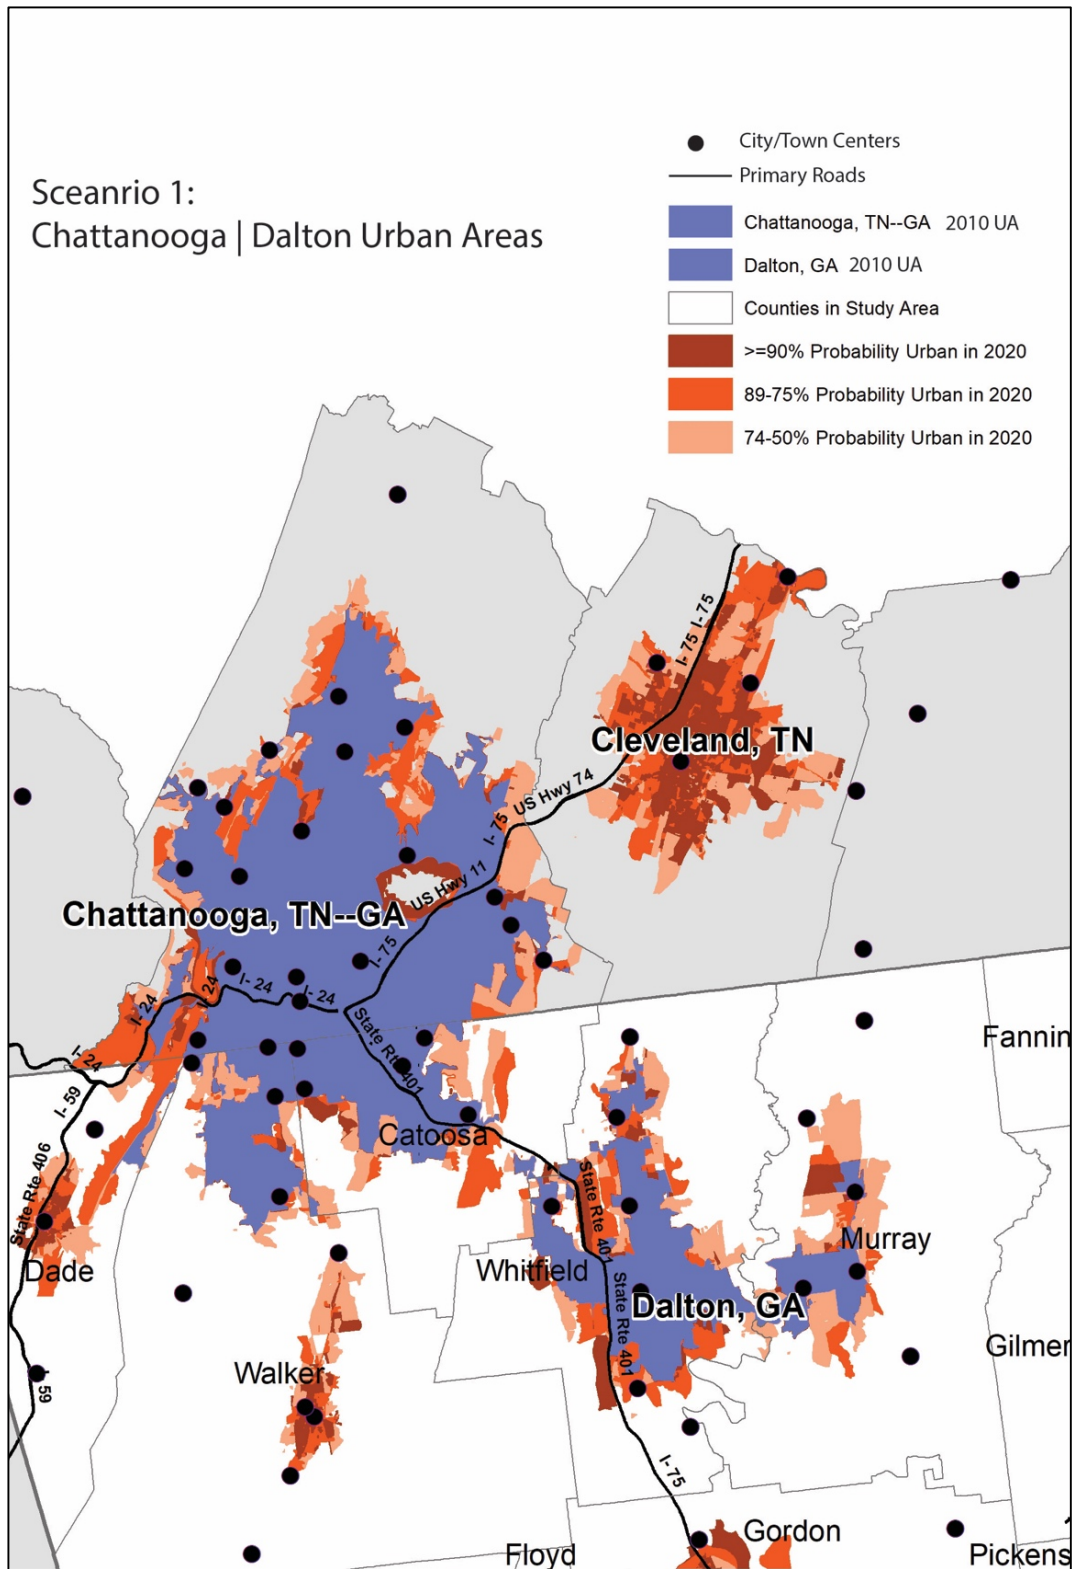 City/Town Centers
Primary Roads
Sceanrio 1:
Chattanooga | Dalton Urban Areas
Chattanooga, TN--GA 2010 UA
Dalton, GA 2010 UA
Counties in Study Area
>=90% Probability Urban in 2020
89-75% Probability Urban in 2020
74-50% Probability Urban in 2020
I-75
I-75
Cleveland, TN
US Hwy 74
I-75
US Hwy 11
Chattanooga, TN--GA
I-75
I-24
I-24
I-24
I-24
I-24
State Rte 401
Fannin
I-59
Catoosa
State Rte 406
State Rte 401
Murray
Dade
Whitfield
State Rte 401
Dalton, GA
Gilmer
Walker
I-59
I-75
Gordon
Floyd
Pickens